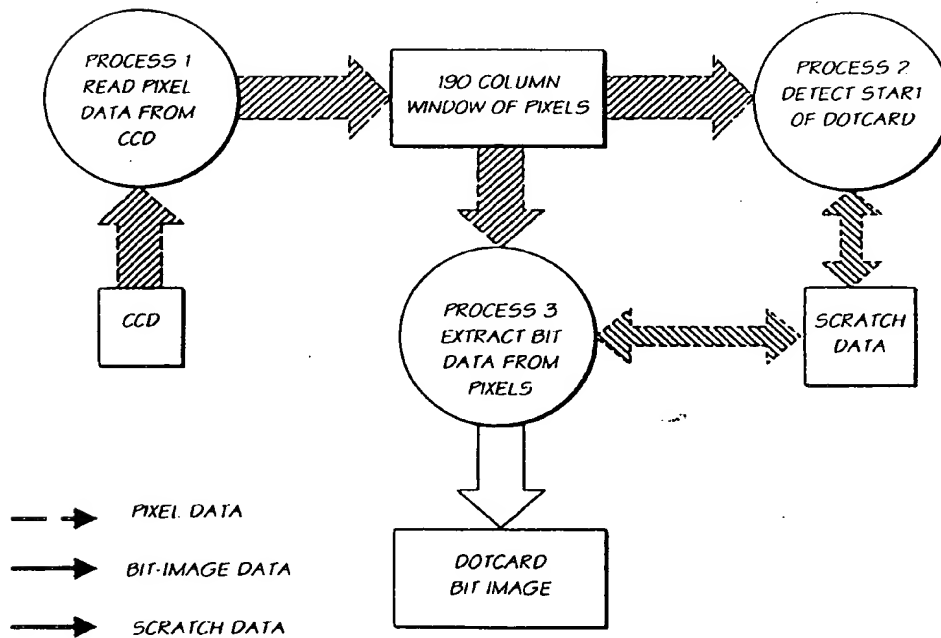 PROCESS 1
READ PIXEL
DATA FROM
CCD
190 COLUMN
WINDOW OF PIXELS
PROCESS 2
DETECT START
OF DOTCARD
CCD
PROCESS 3
EXTRACT BIT
DATA FROM
PIXELS
SCRATCH
DATA
DOTCARD
BIT IMAGE
PIXEL DATA
BIT-IMAGE DATA
SCRATCH DATA